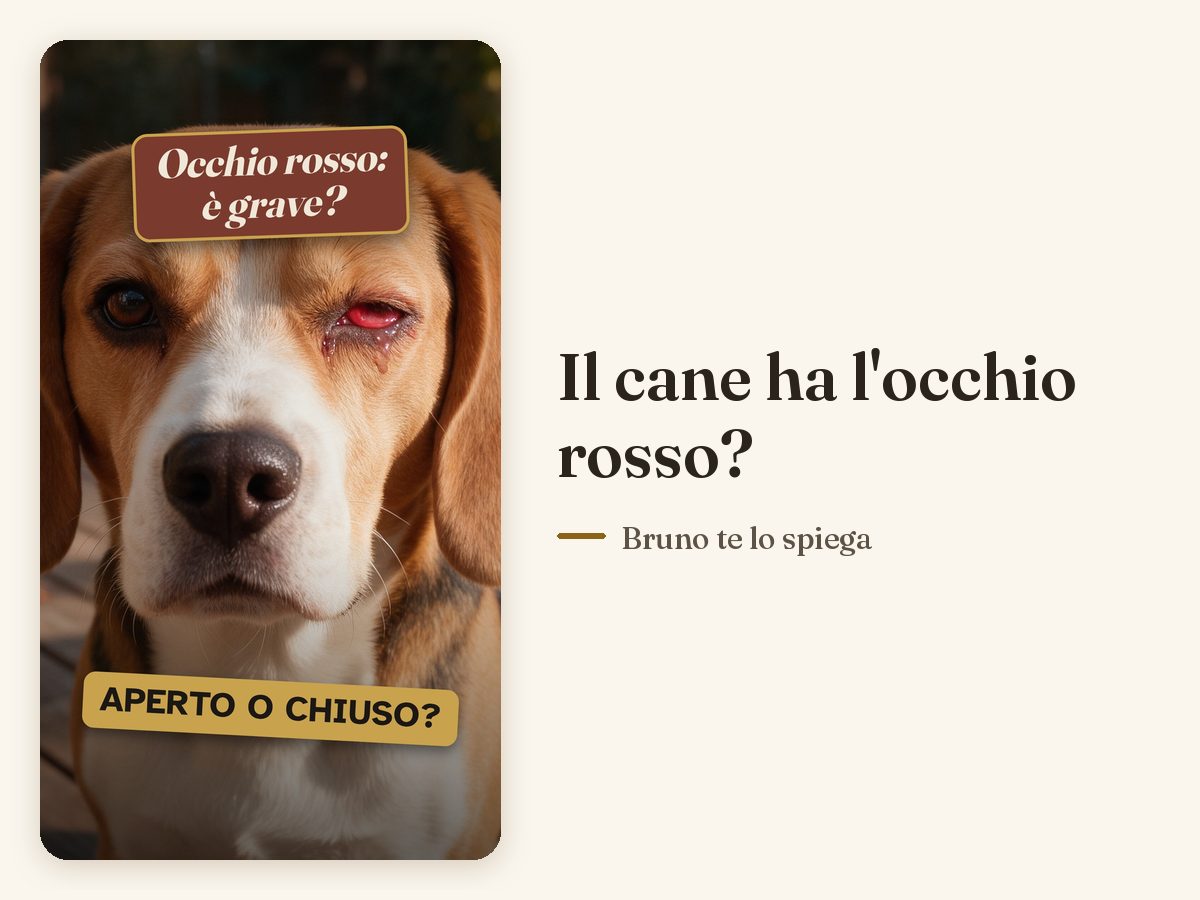 Occhio rosso:
è grave?
APERTO O CHIUSO?
Il cane ha l'occhio
rosso?
Bruno te lo spiega